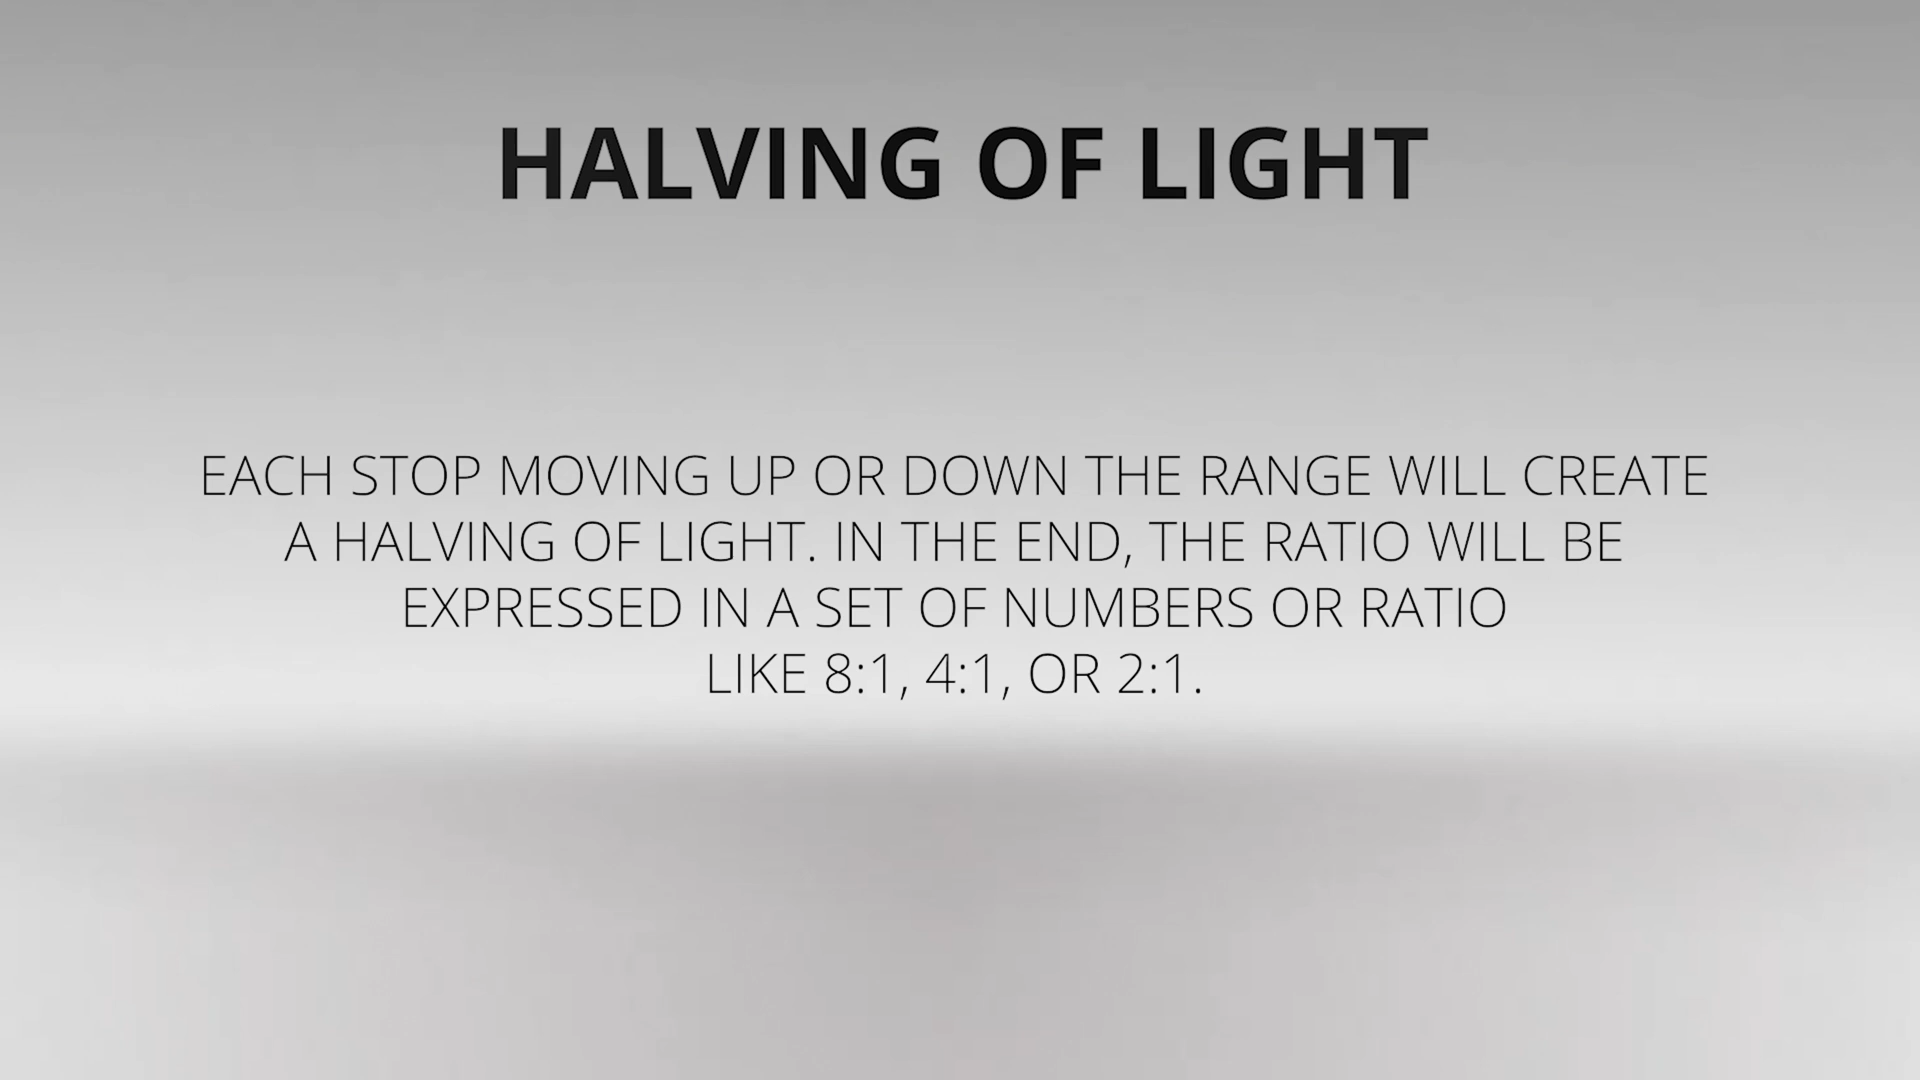 HALVING OF LIGHT
EACH STOP MOVING UP OR DOWN THE RANGE WILL CREATE
A HALVING OF LIGHT. IN THE END, THE RATIO WILL BE
EXPRESSED IN A SET OF NUMBERS OR RATIO
LIKE 8:1, 4:1, OR 2:1.